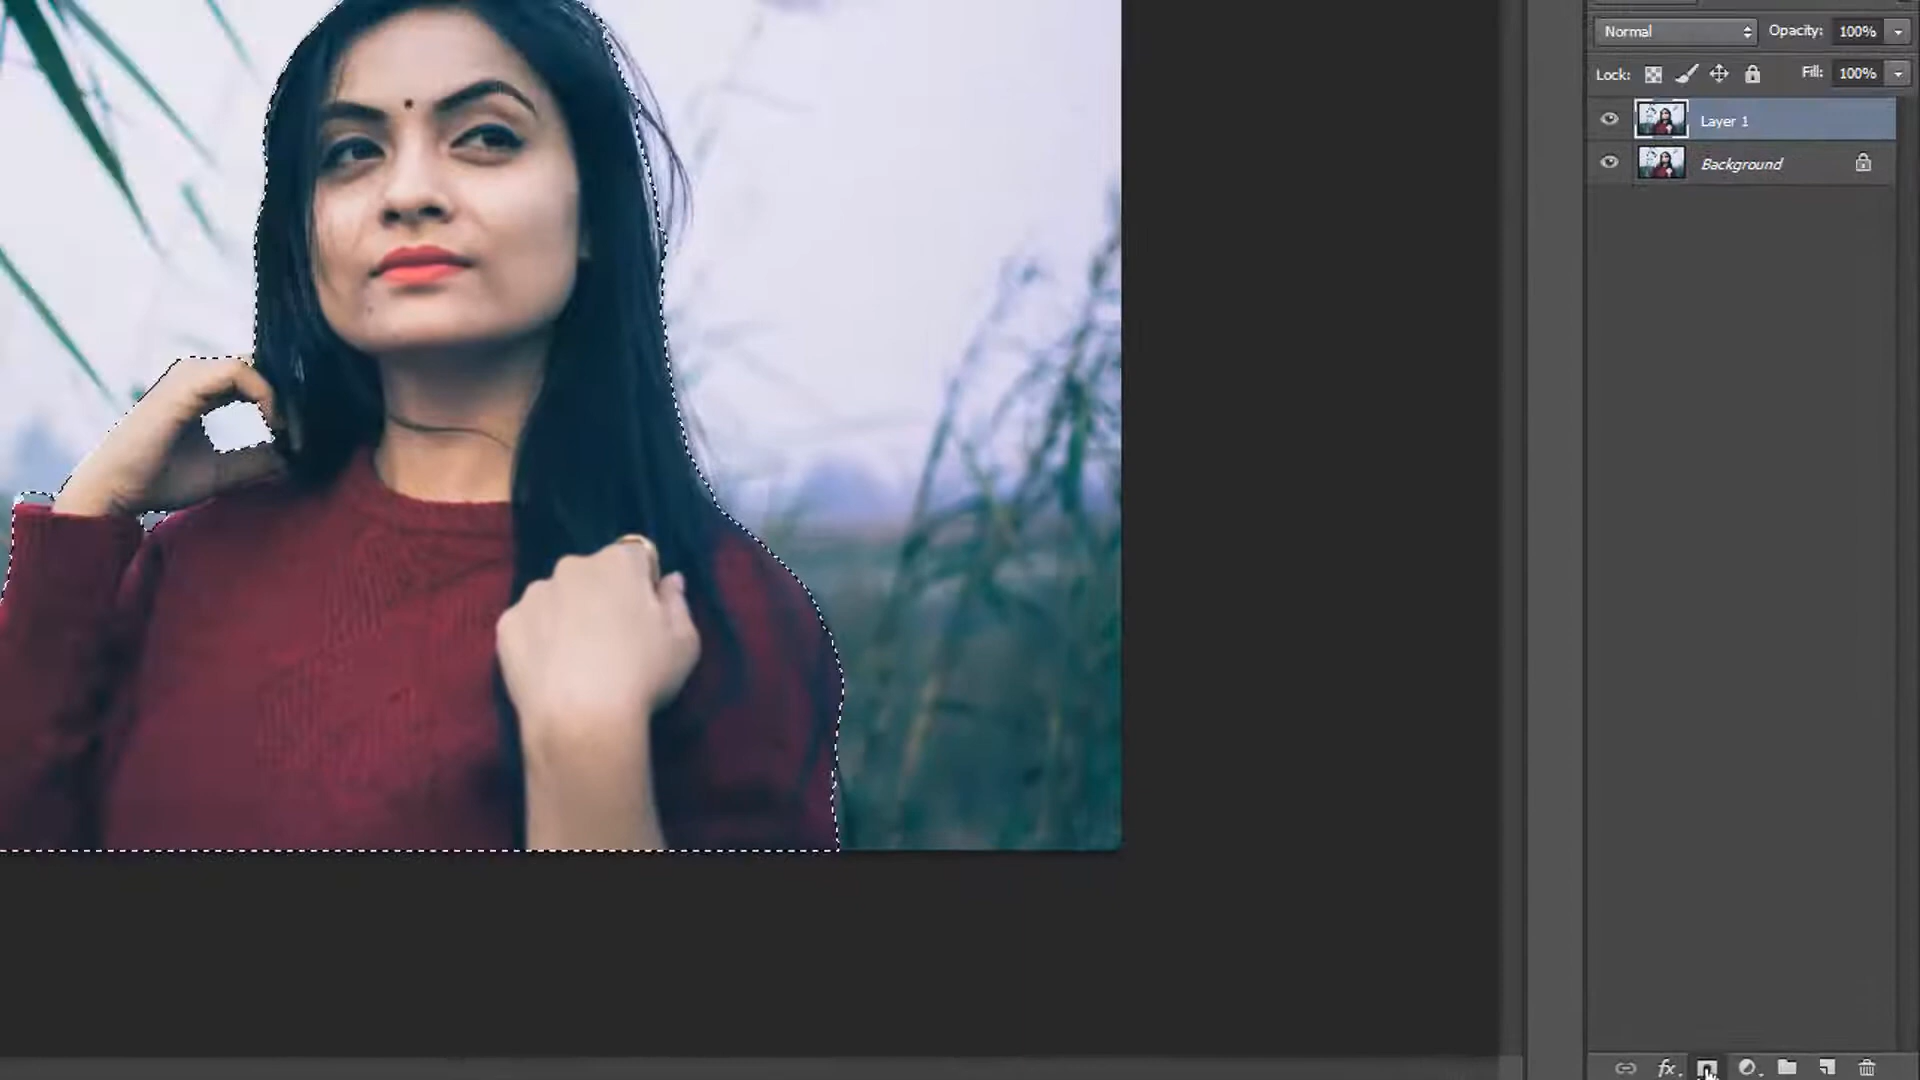 Normal Opacity: 100%
Lock: Fill: 100%
Layer 1
Background
fx